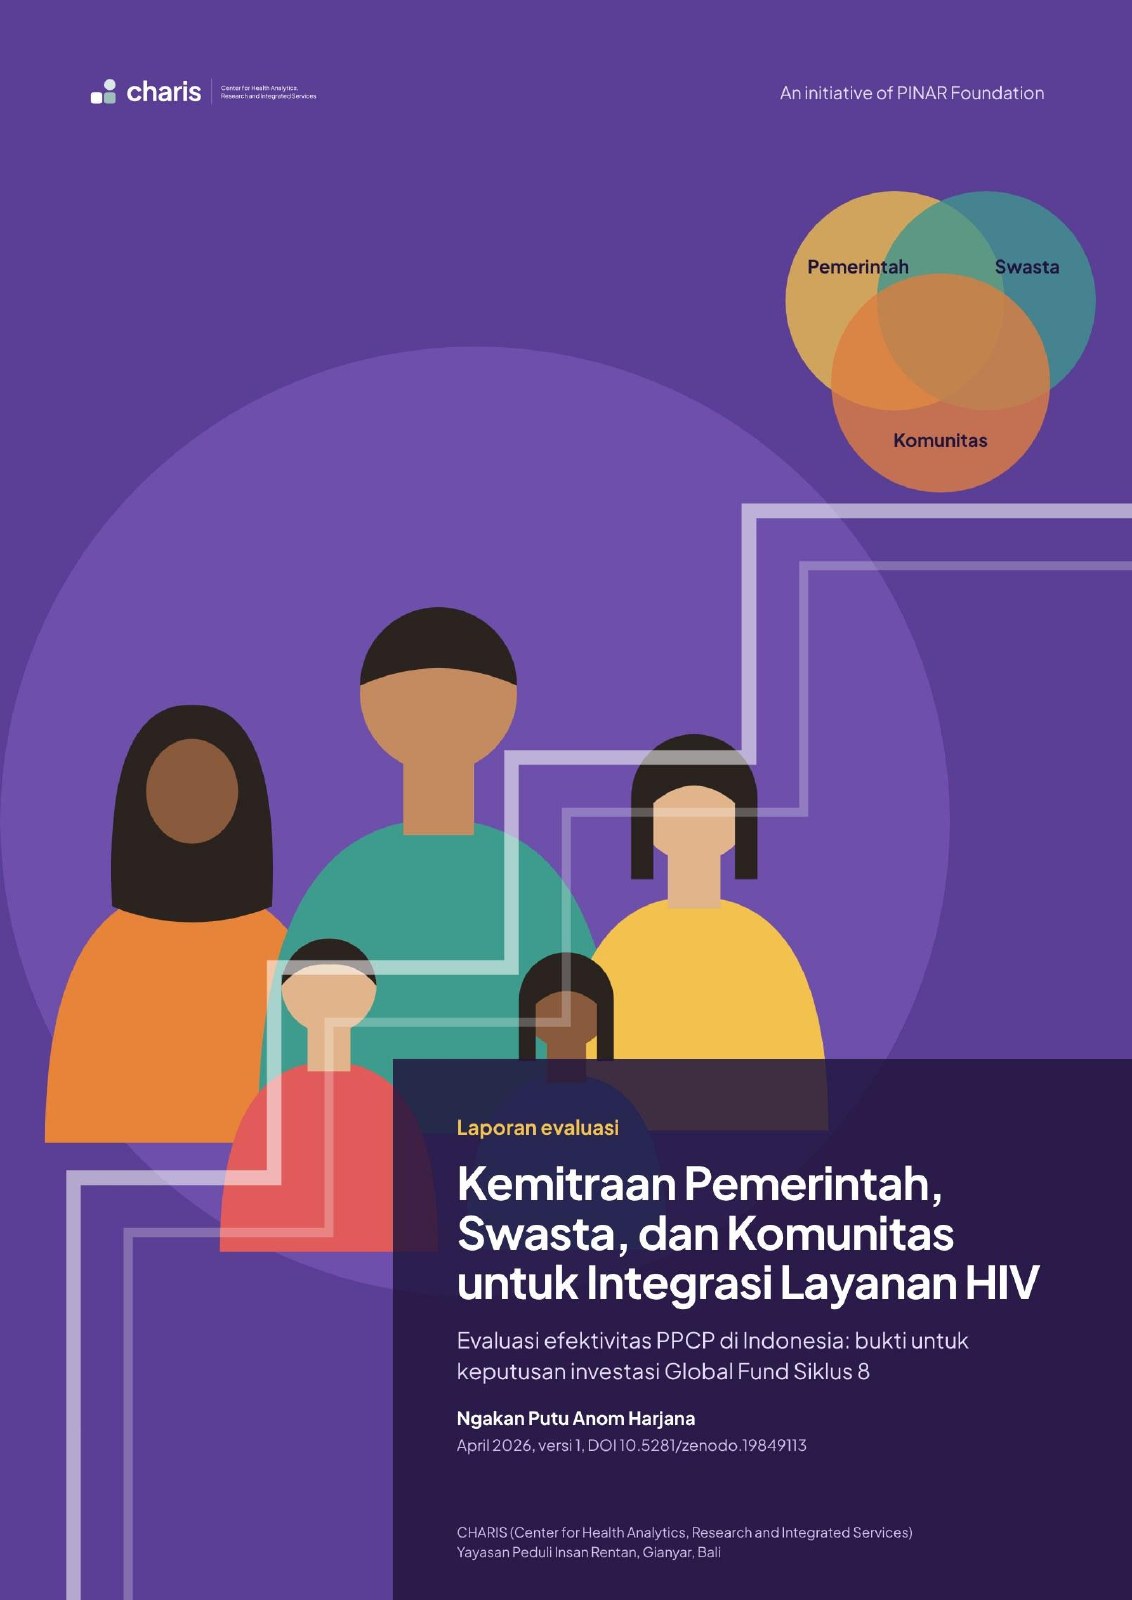 charis
Center for Health Analytics,
Research and Integrated Services
An initiative of PINAR Foundation
Pemerintah
Swasta
Komunitas
Laporan evaluasi
Kemitraan Pemerintah,
Swasta, dan Komunitas
untuk Integrasi Layanan HIV
Evaluasi efektivitas PPCP di Indonesia: bukti untuk
keputusan investasi Global Fund Siklus 8
Ngakan Putu Anom Harjana
April 2026, versi 1, DOI 10.5281/zenodo.19849113
CHARIS (Center for Health Analytics, Research and Integrated Services)
Yayasan Peduli Insan Rentan, Gianyar, Bali